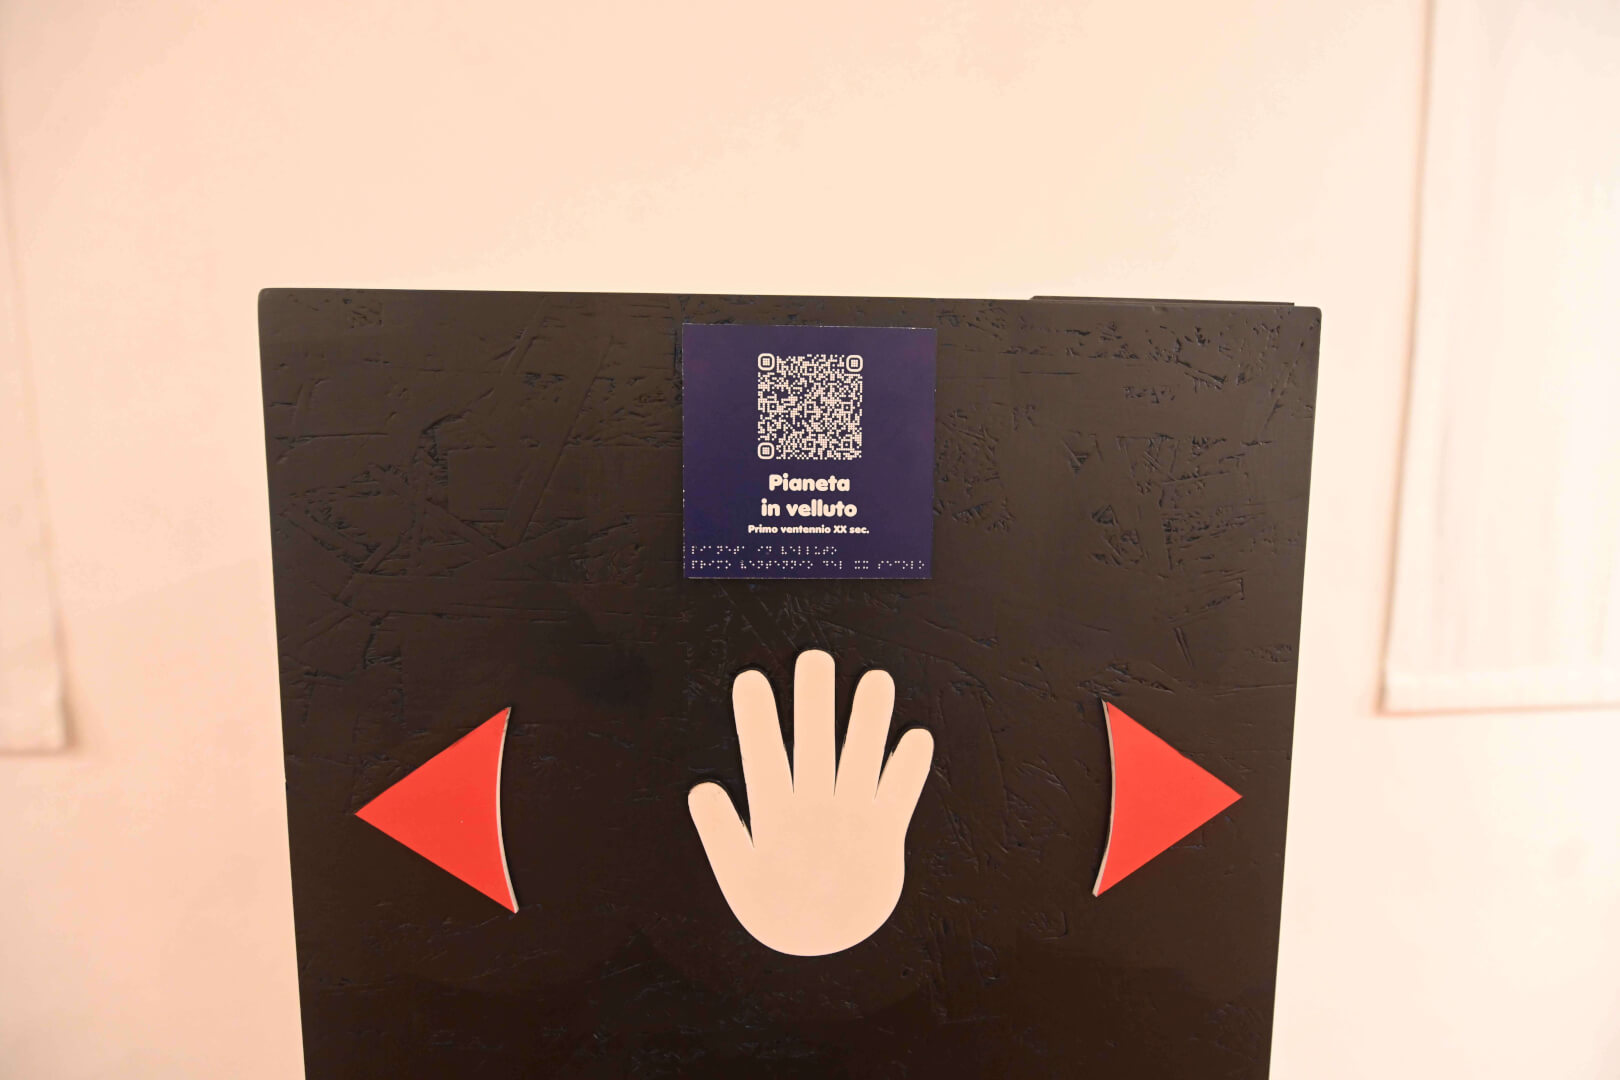 Pianeta
in velluto
Primo ventennio XX sec.
⠏⠊⠁⠝⠑⠞⠁ ⠊⠝ ⠧⠑⠇⠇⠥⠞⠕
⠏⠗⠊⠍⠕ ⠧⠑⠝⠞⠑⠝⠝⠊⠕ ⠙⠑⠇ ⠭⠭ ⠎⠑⠉⠕⠇⠕